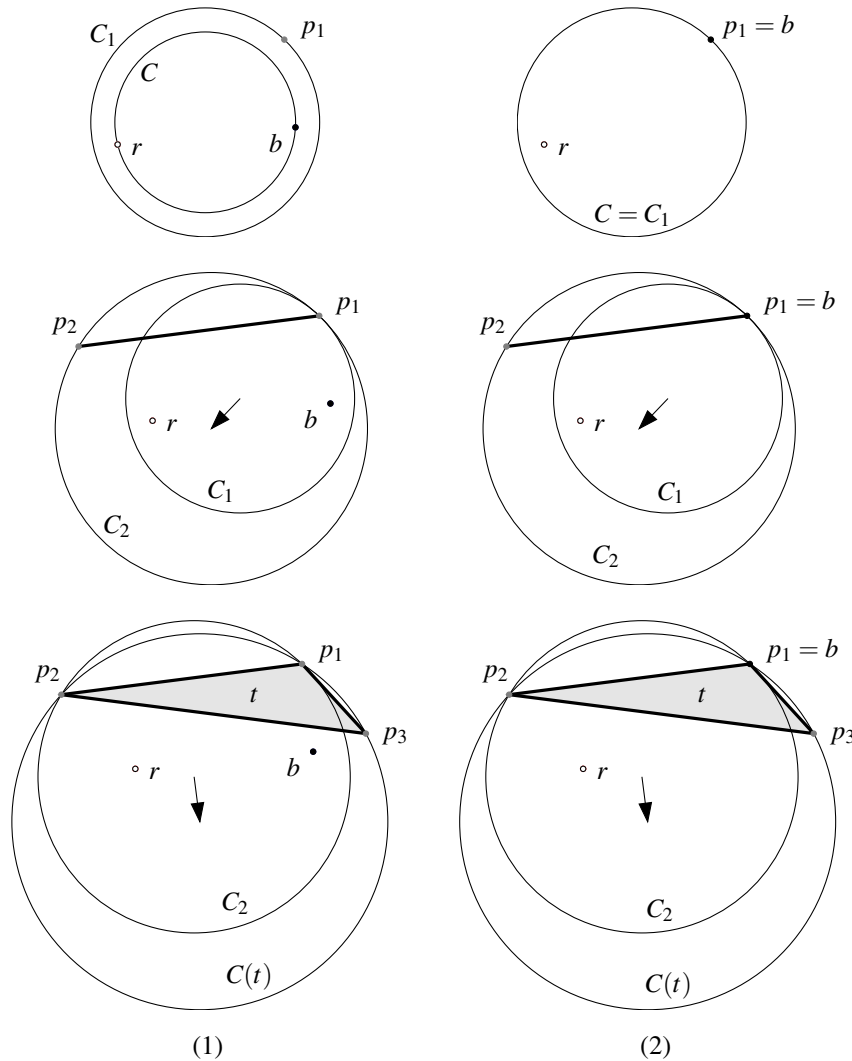 C₁
p₁
C
r
b
p₁ = b
r
C = C₁
p₂
p₁
r
b
C₁
C₂
p₂
p₁ = b
r
C₁
C₂
p₂
p₁
t
p₃
r
b
C₂
C(t)
p₂
p₁ = b
t
p₃
r
C₂
C(t)
(1)
(2)